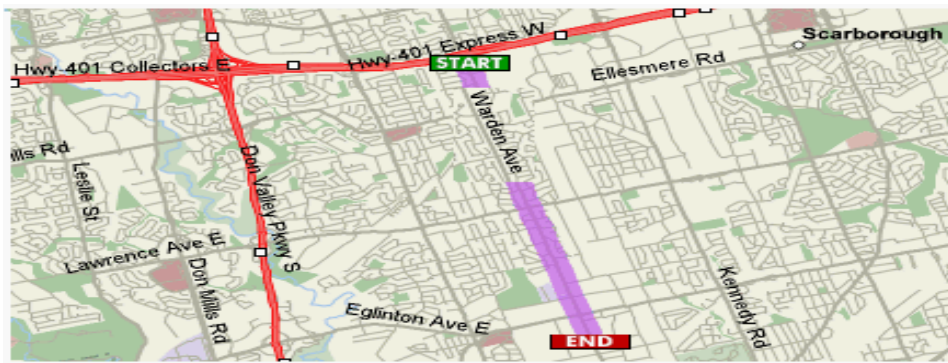 Scarborough
Hwy-401 Express W
Hwy-401 Collectors E
START
Ellesmere Rd
Warden Ave
ills Rd
Leslie St
Don Valley Pkwy S
Lawrence Ave E
Don Mills Rd
Kennedy Rd
Eglinton Ave E
END